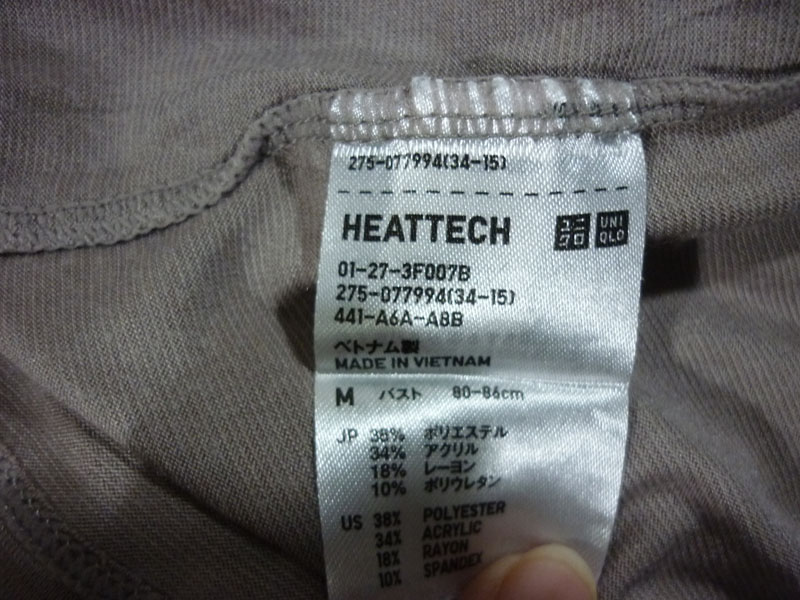 275-077994(34-15)
HEATTECH ユニクロ UNIQLO
01-27-3F007B
275-077994(34-15)
441-A6A-A8B
ベトナム製
MADE IN VIETNAM
M バスト 80-86cm
JP 38% ポリエステル
34% アクリル
18% レーヨン
10% ポリウレタン
US 38% POLYESTER
34% ACRYLIC
18% RAYON
10% SPANDEX